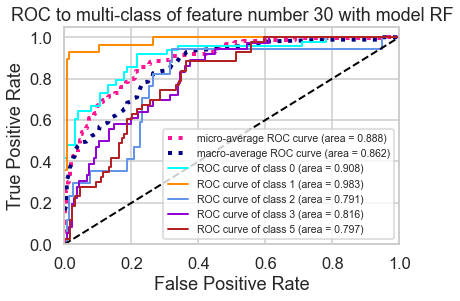 ROC to multi-class of feature number 30 with model RF
True Positive Rate
1.0
0.8
0.6
0.4
0.2
0.0
micro-average ROC curve (area = 0.888)
macro-average ROC curve (area = 0.862)
ROC curve of class 0 (area = 0.908)
ROC curve of class 1 (area = 0.983)
ROC curve of class 2 (area = 0.791)
ROC curve of class 3 (area = 0.816)
ROC curve of class 5 (area = 0.797)
0.0 0.2 0.4 0.6 0.8 1.0
False Positive Rate